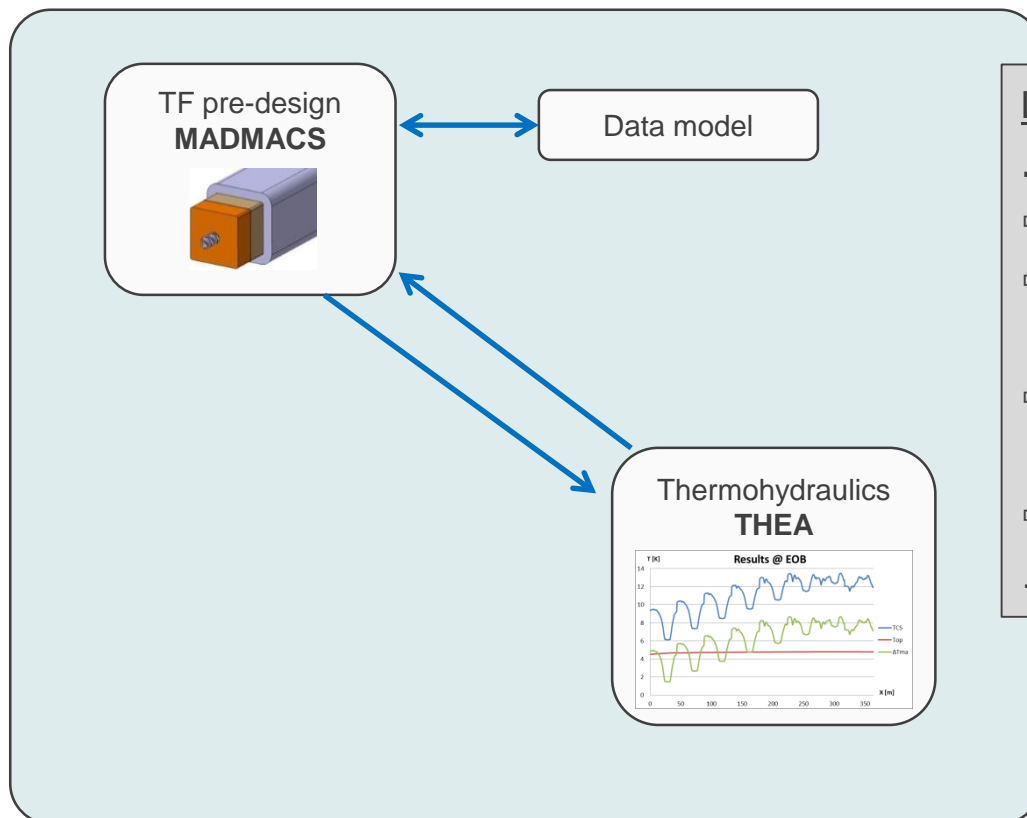 TF pre-design
MADMACS
Data model
Thermohydraulics
THEA
Results @ EOB
T [K]
14
12
10
8
6
4
2
0
0 50 100 150 200 250 300 350
X [m]
TCS
Top
ΔTma